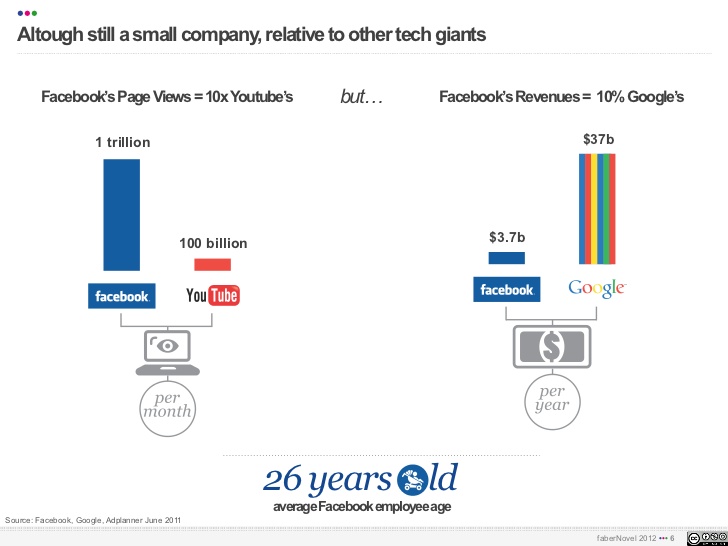 Altough still a small company, relative to other tech giants
Facebook's Page Views = 10x Youtube's
but…
Facebook's Revenues = 10% Google's
1 trillion
100 billion
$37b
$3.7b
facebook.
YouTube
facebook.
Google™
$
per
month
per
year
26 years old
average Facebook employee age
Source: Facebook, Google, Adplanner June 2011
faberNovel 2012 ••• 6
cc